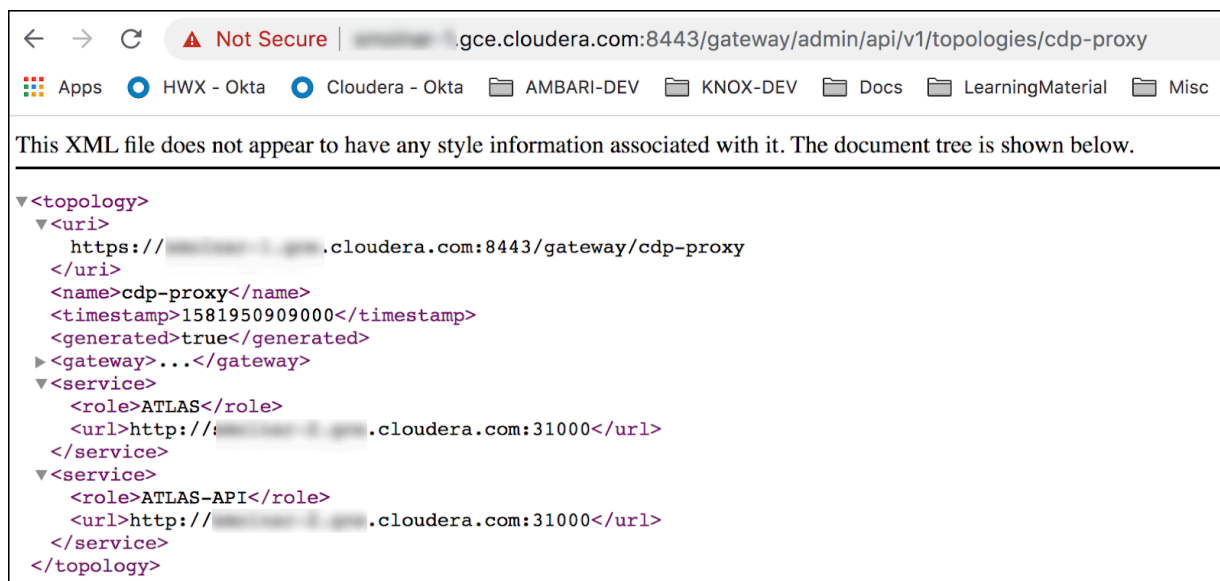 Not Secure .gce.cloudera.com:8443/gateway/admin/api/v1/topologies/cdp-proxy
Apps HWX - Okta Cloudera - Okta AMBARI-DEV KNOX-DEV Docs LearningMaterial Misc
This XML file does not appear to have any style information associated with it. The document tree is shown below.
<topology>
<uri>
https://.cloudera.com:8443/gateway/cdp-proxy
</uri>
<name>cdp-proxy</name>
<timestamp>1581950909000</timestamp>
<generated>true</generated>
<gateway>...</gateway>
<service>
<role>ATLAS</role>
<url>http://.cloudera.com:31000</url>
</service>
<service>
<role>ATLAS-API</role>
<url>http://.cloudera.com:31000</url>
</service>
</topology>